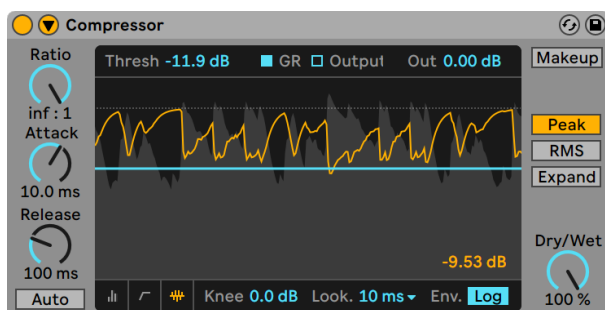 Compressor
Ratio
inf : 1
Attack
10.0 ms
Release
100 ms
Auto
Thresh -11.9 dB GR Output Out 0.00 dB
-9.53 dB
Knee 0.0 dB Look. 10 ms Env. Log
Makeup
Peak
RMS
Expand
Dry/Wet
100 %